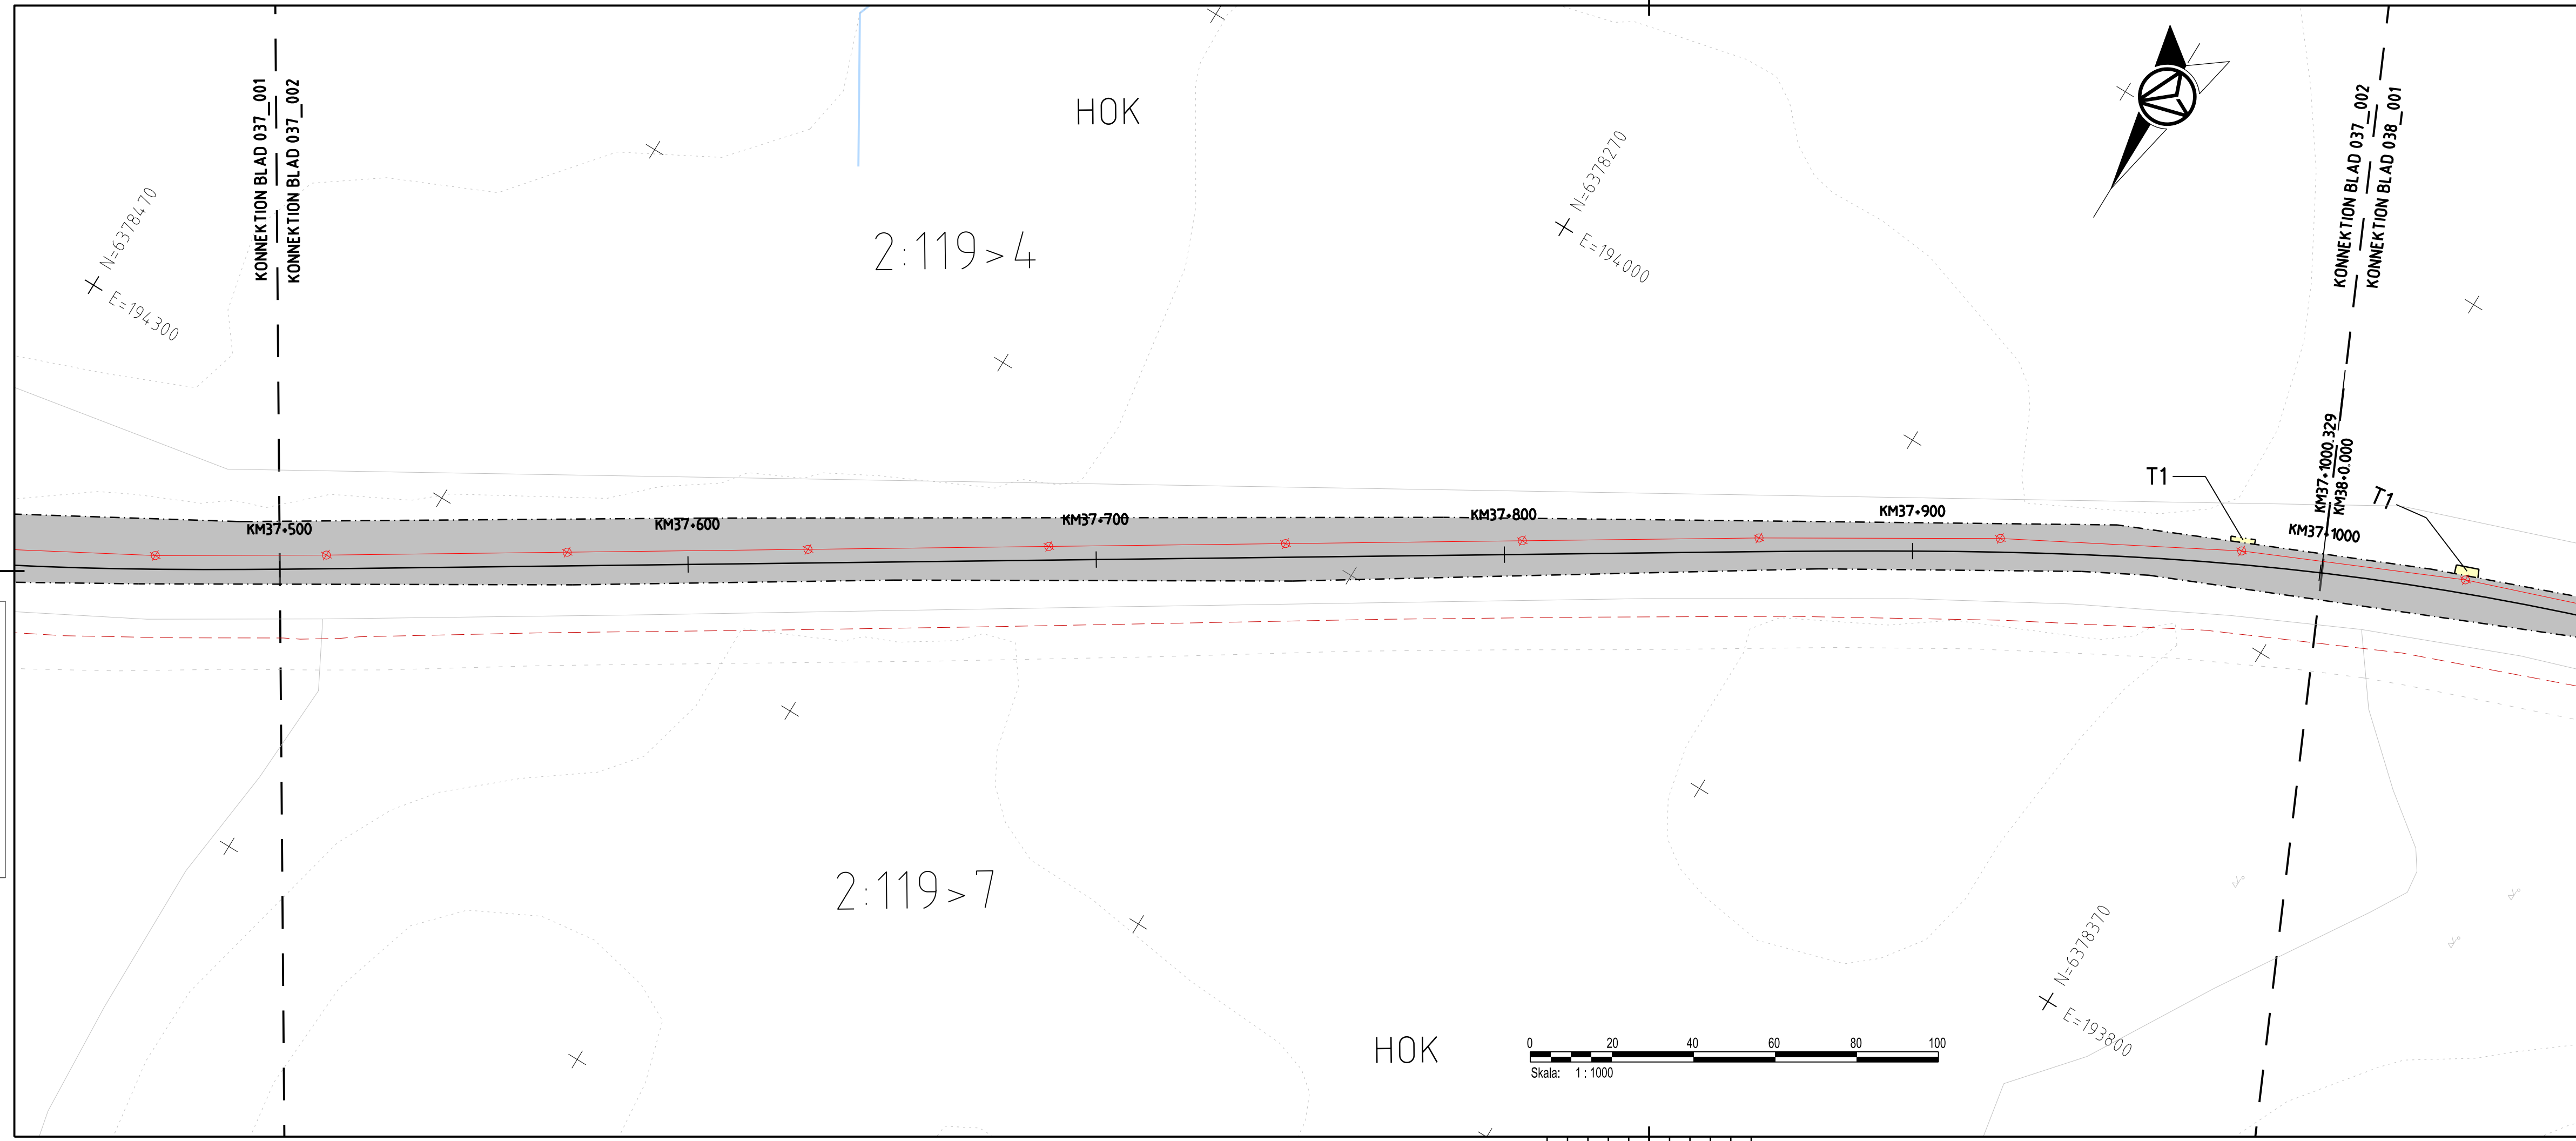 KONNEKTION BLAD 037_001
KONNEKTION BLAD 037_002
HOK
KONNEKTION BLAD 037_002
KONNEKTION BLAD 038_001
N=6378470
E=194300
N=6378270
E=194000
2:119>4
T1
KM37+1000.329
KM38+0.000
T1
KM37+500
KM37+600
KM37+700
KM37+800
KM37+900
KM37+1000
2:119>7
N=6378370
E=193800
HOK
0 20 40 60 80 100
Skala: 1:1000